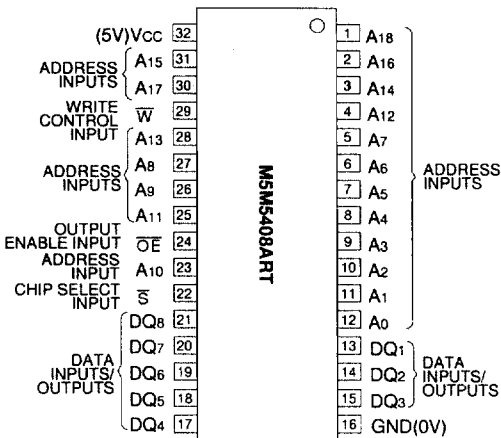 (5V)VCC 32
ADDRESS INPUTS
A15 31
A17 30
WRITE CONTROL INPUT
W̅ 29
ADDRESS INPUTS
A13 28
A8 27
A9 26
A11 25
OUTPUT ENABLE INPUT
O̅E̅ 24
ADDRESS INPUT
A10 23
CHIP SELECT INPUT
S̅ 22
DATA INPUTS/ OUTPUTS
DQ8 21
DQ7 20
DQ6 19
DQ5 18
DQ4 17
M5M5408ART
1 A18
2 A16
3 A14
4 A12
5 A7
6 A6
7 A5
8 A4
9 A3
10 A2
11 A1
12 A0
ADDRESS INPUTS
13 DQ1
14 DQ2
15 DQ3
DATA INPUTS/ OUTPUTS
16 GND(0V)